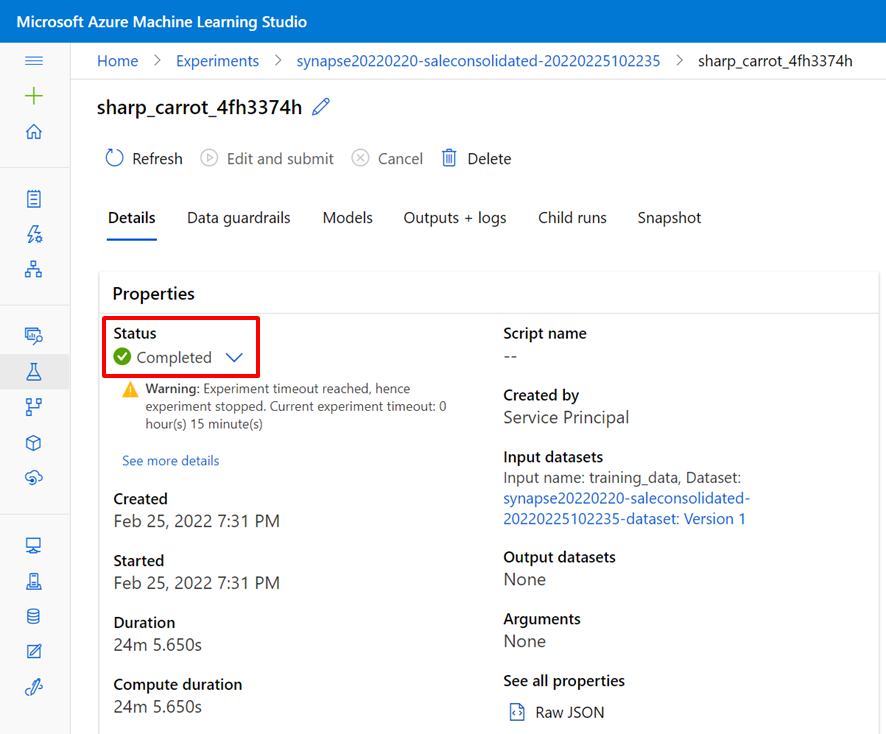 Microsoft Azure Machine Learning Studio
Home > Experiments > synapse20220220-saleconsolidated-20220225102235 > sharp_carrot_4fh3374h
sharp_carrot_4fh3374h
Refresh Edit and submit Cancel Delete
Details Data guardrails Models Outputs + logs Child runs Snapshot
Properties
Status
Completed
Warning: Experiment timeout reached, hence
experiment stopped. Current experiment timeout: 0
hour(s) 15 minute(s)
See more details
Created
Feb 25, 2022 7:31 PM
Started
Feb 25, 2022 7:31 PM
Duration
24m 5.650s
Compute duration
24m 5.650s
Script name
--
Created by
Service Principal
Input datasets
Input name: training_data, Dataset:
synapse20220220-saleconsolidated-
20220225102235-dataset: Version 1
Output datasets
None
Arguments
None
See all properties
Raw JSON